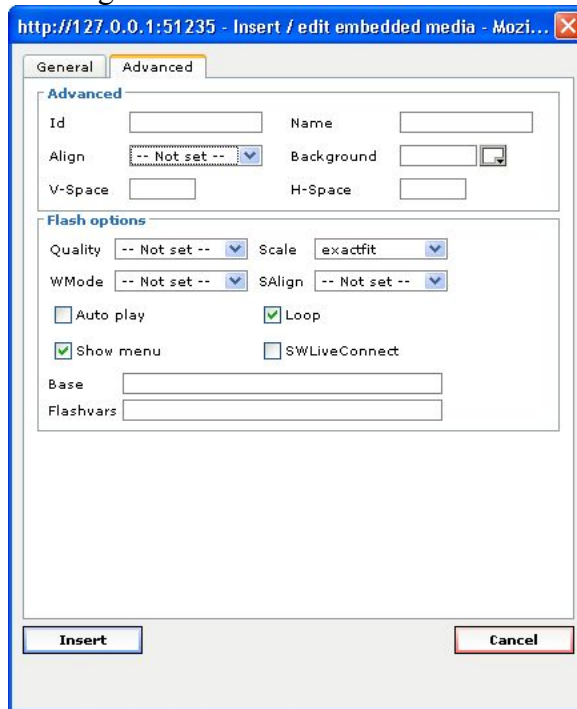 http://127.0.0.1:51235 - Insert / edit embedded media - Mozi...
General Advanced
Advanced
Id Name
Align -- Not set -- Background
V-Space H-Space
Flash options
Quality -- Not set -- Scale exactfit
WMode -- Not set -- SAlign -- Not set --
Auto play Loop
Show menu SWLiveConnect
Base
Flashvars
Insert Cancel